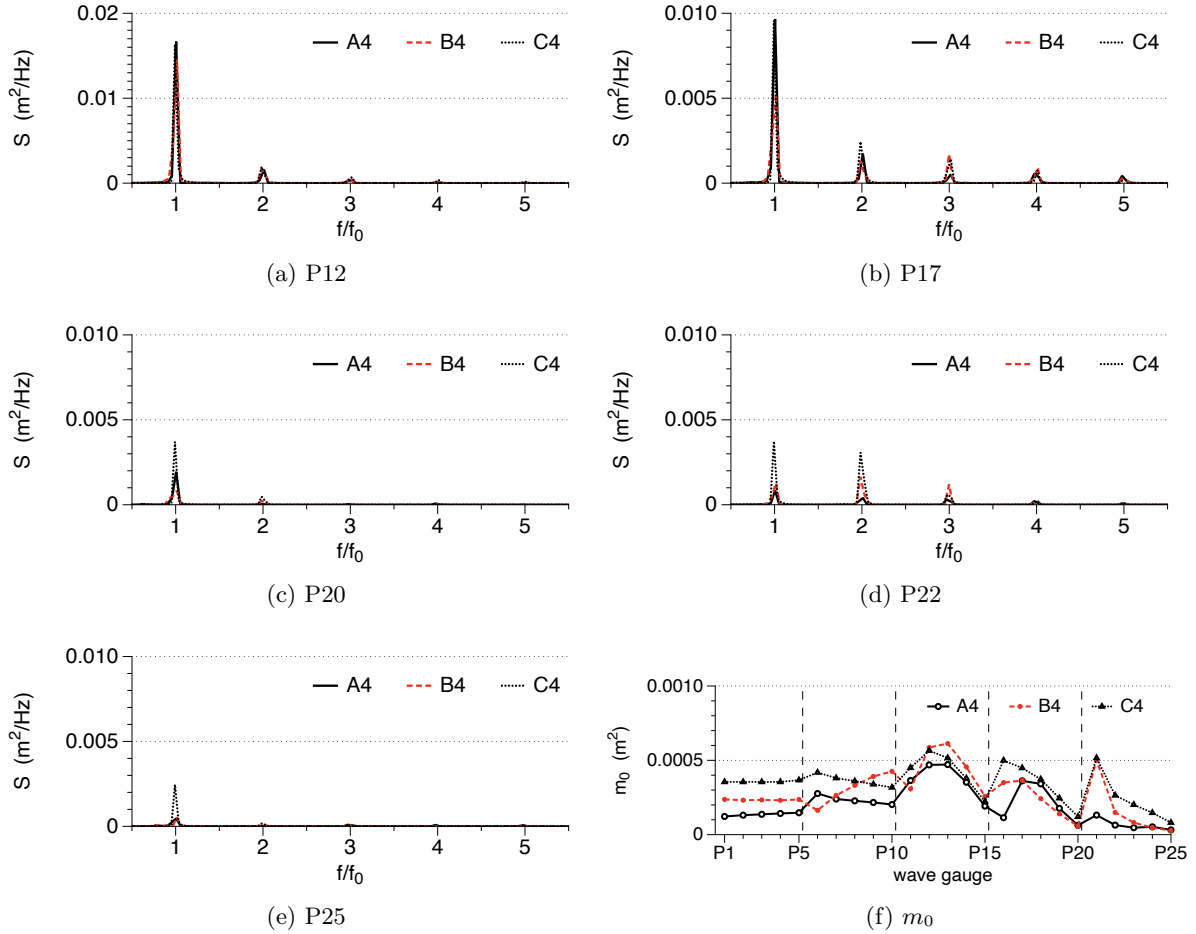 0.02
0.01
0
S (m²/Hz)
A4 B4 C4
1 2 3 4 5
f/f₀
(a) P12
0.010
0.005
0
S (m²/Hz)
A4 B4 C4
1 2 3 4 5
f/f₀
(b) P17
0.010
0.005
0
S (m²/Hz)
A4 B4 C4
1 2 3 4 5
f/f₀
(c) P20
0.010
0.005
0
S (m²/Hz)
A4 B4 C4
1 2 3 4 5
f/f₀
(d) P22
0.010
0.005
0
S (m²/Hz)
A4 B4 C4
1 2 3 4 5
f/f₀
(e) P25
0.0010
0.0005
0
m₀ (m²)
A4 B4 C4
P1 P5 P10 P15 P20 P25
wave gauge
(f) m₀